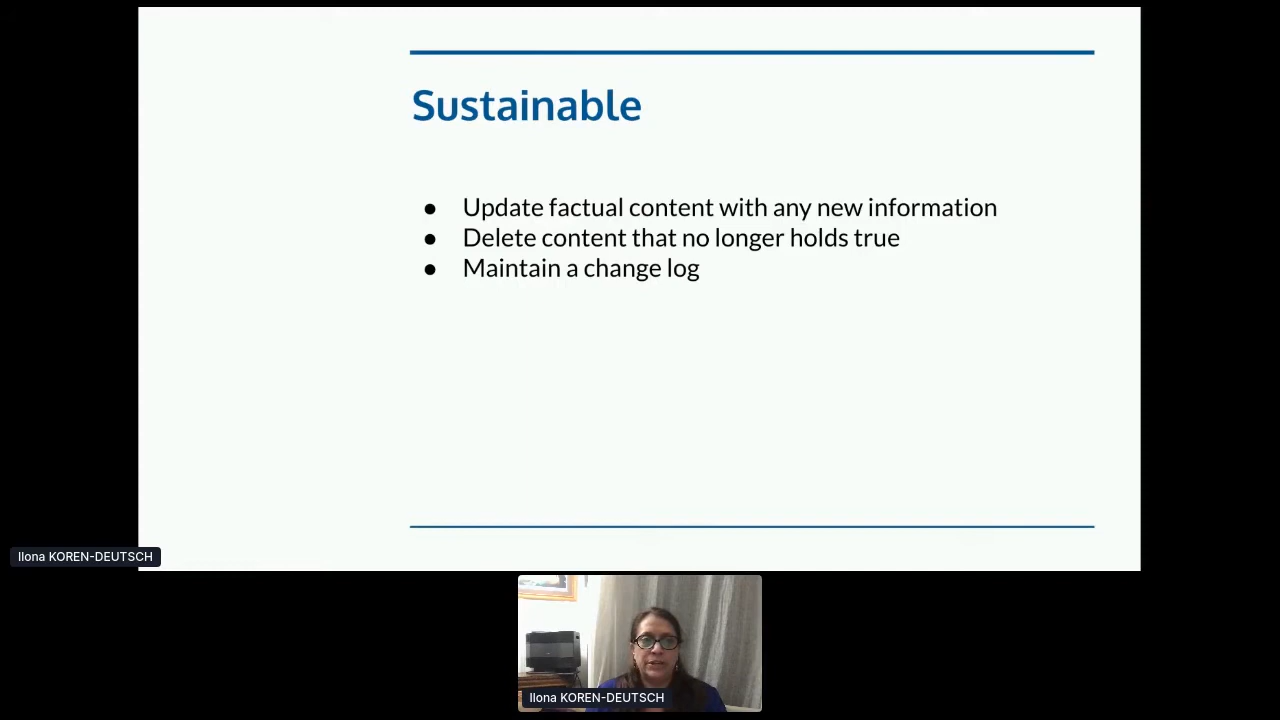 Sustainable
● Update factual content with any new information
● Delete content that no longer holds true
● Maintain a change log
Ilona KOREN-DEUTSCH
Ilona KOREN-DEUTSCH